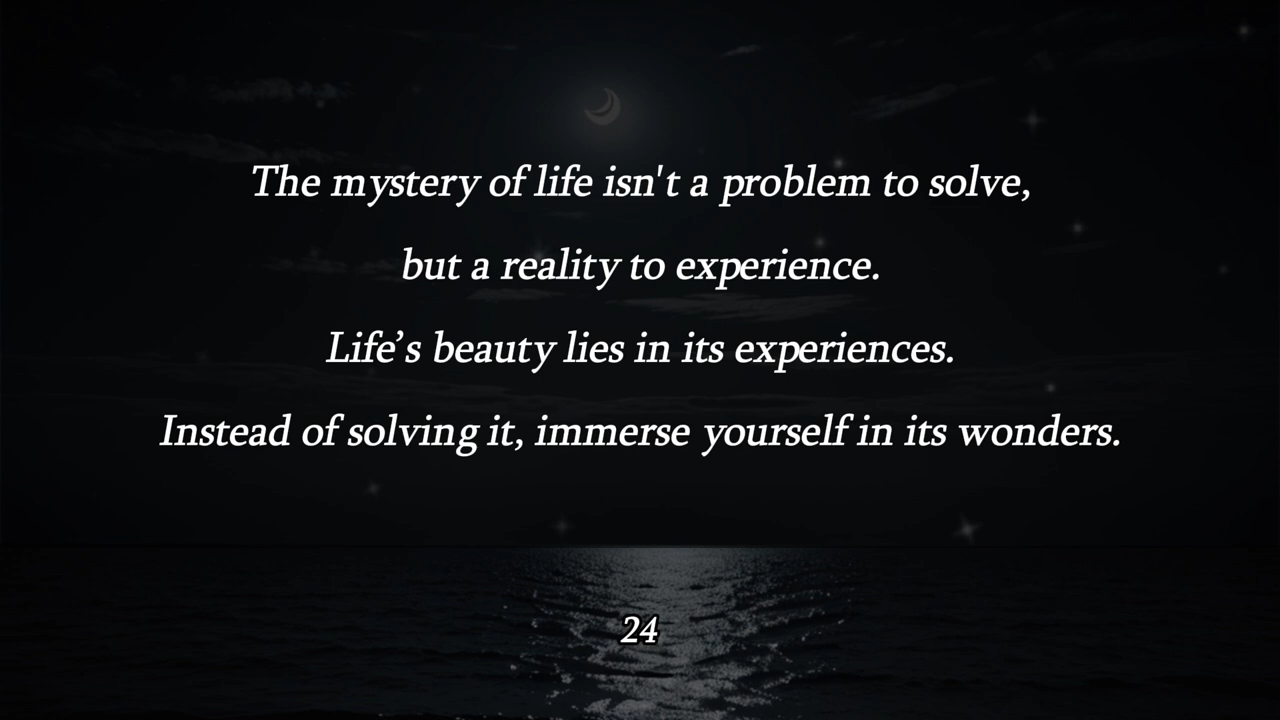 The mystery of life isn't a problem to solve,
but a reality to experience.
Life’s beauty lies in its experiences.
Instead of solving it, immerse yourself in its wonders.
24